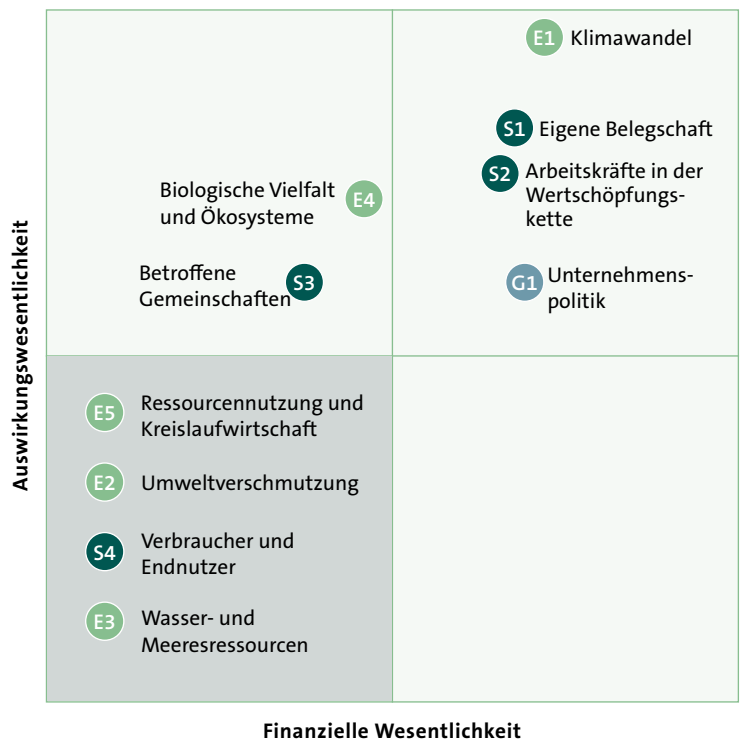 E1 Klimawandel
S1 Eigene Belegschaft
S2 Arbeitskräfte in der
Wertschöpfungs-
kette
Biologische Vielfalt
und Ökosysteme
E4
Betroffene
Gemeinschaften
S3
G1 Unternehmens-
politik
E5 Ressourcennutzung und
Kreislaufwirtschaft
E2 Umweltverschmutzung
S4 Verbraucher und
Endnutzer
E3 Wasser- und
Meeresressourcen
Auswirkungswesentlichkeit
Finanzielle Wesentlichkeit